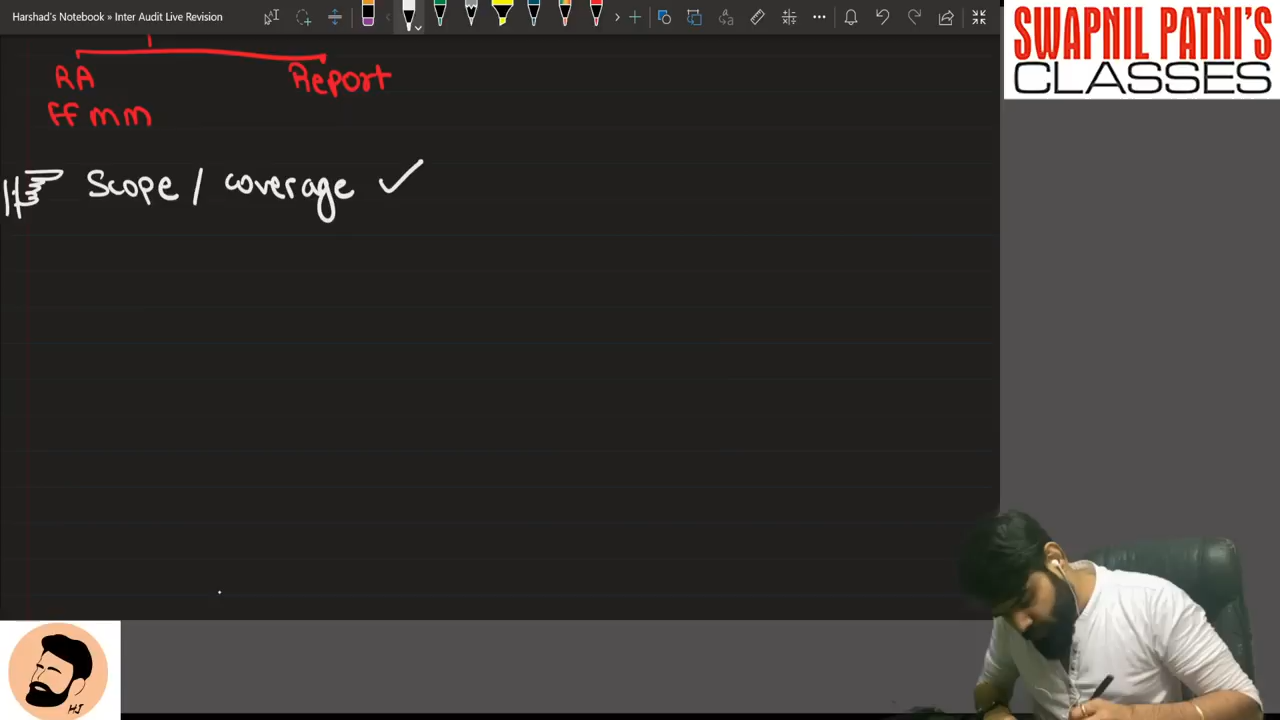 Harshad's Notebook » Inter Audit Live Revision
SWAPNIL PATNI'S
CLASSES
RA Report
FF mm
Scope / coverage ✓
HJ